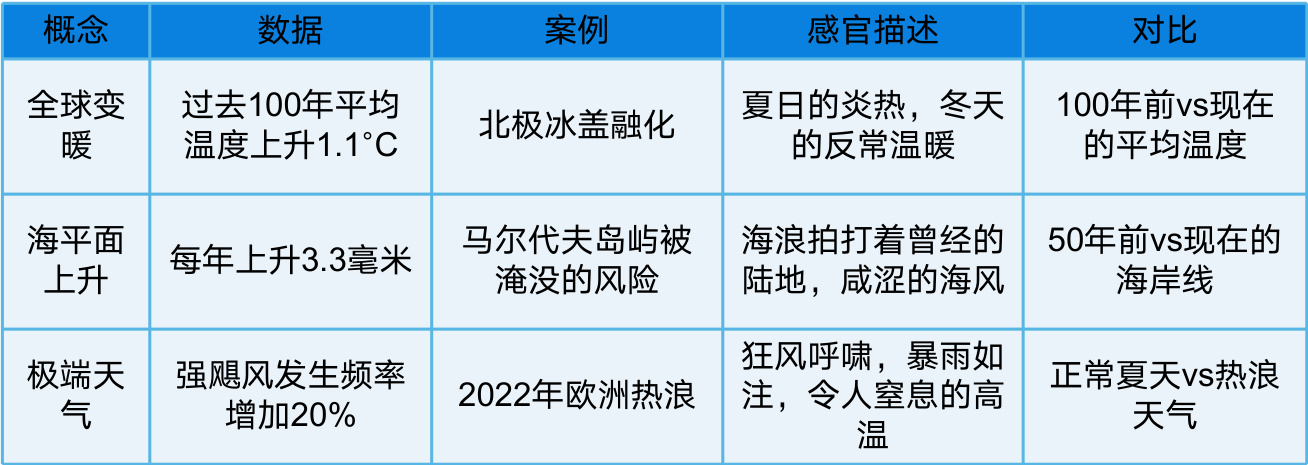 概念 数据 案例 感官描述 对比
全球变
暖
过去100年平均
温度上升1.1°C
北极冰盖融化
夏日的炎热，冬天
的反常温暖
100年前vs现在
的平均温度
海平面
上升
每年上升3.3毫米
马尔代夫岛屿被
淹没的风险
海浪拍打着曾经的
陆地，咸涩的海风
50年前vs现在的
海岸线
极端天
气
强飓风发生频率
增加20%
2022年欧洲热浪
狂风呼啸，暴雨如
注，令人窒息的高
温
正常夏天vs热浪
天气